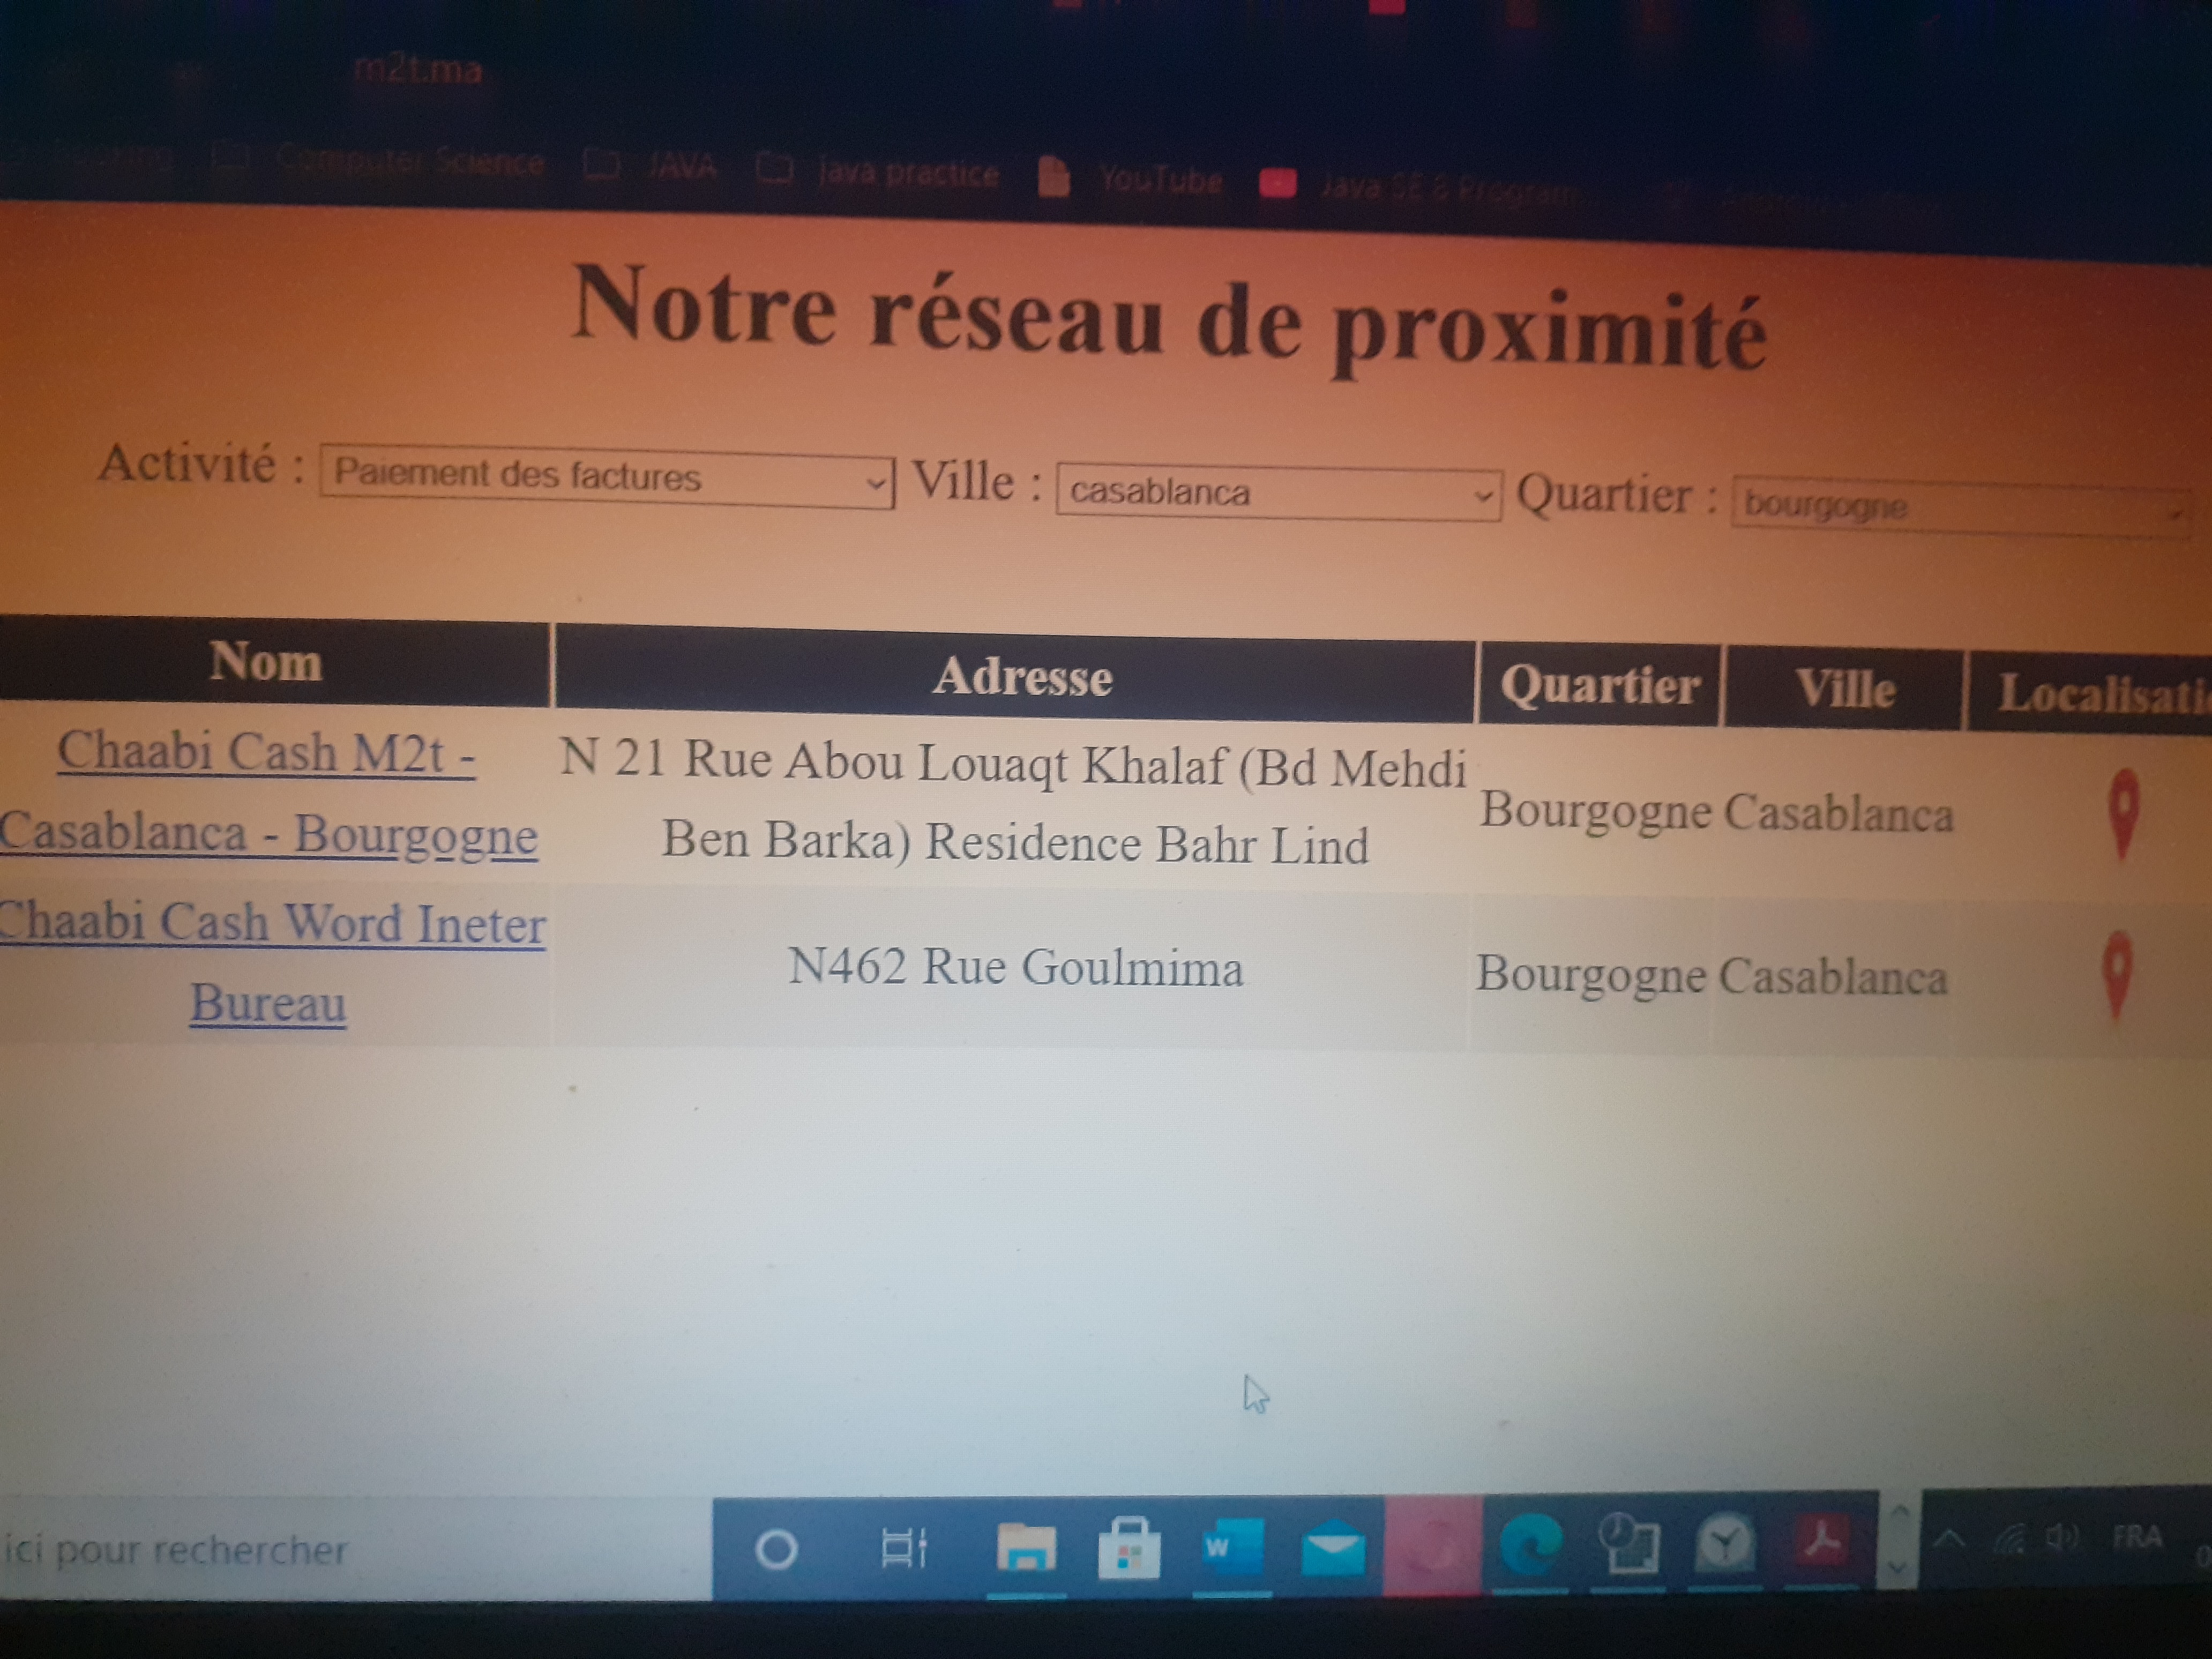 m2t.ma
Computer Science JAVA java practice YouTube Java SE 8 Program...
Notre réseau de proximité
Activité : Paiement des factures Ville : casablanca Quartier : bourgogne
Nom Adresse Quartier Ville Localisatio
Chaabi Cash M2t -
Casablanca - Bourgogne
N 21 Rue Abou Louaqt Khalaf (Bd Mehdi
Ben Barka) Residence Bahr Lind
Bourgogne Casablanca
Chaabi Cash Word Ineter
Bureau
N462 Rue Goulmima
Bourgogne Casablanca
ici pour rechercher
FRA